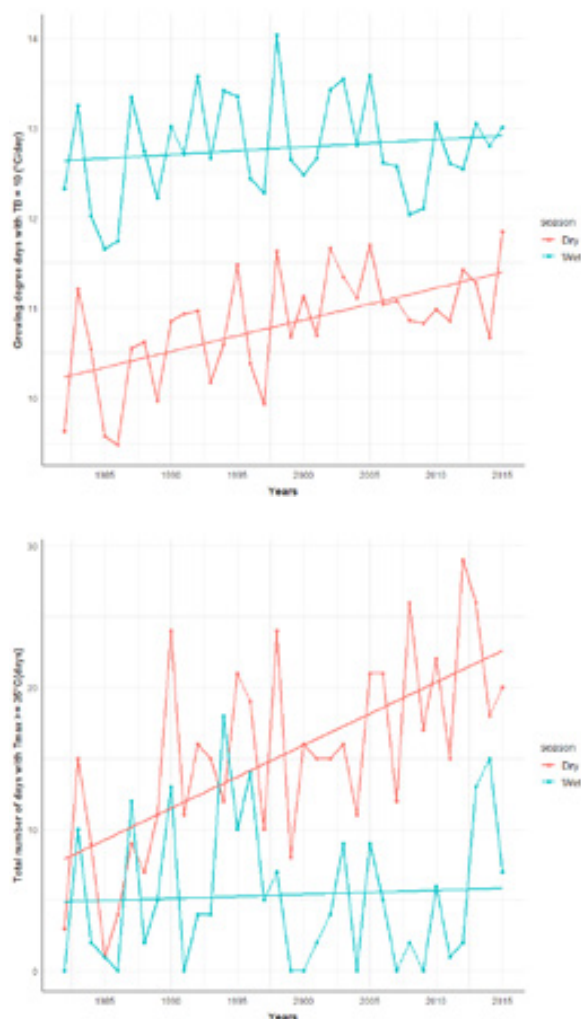 Growing degree days with TB = 10 (°C/day)
14
13
12
11
10
1985
1990
1995
2000
2005
2010
2015
Years
season
Dry
Wet
Total number of days with Tmax >= 35°C[days]
30
20
10
0
1985
1990
1995
2000
2005
2010
2015
Years
season
Dry
Wet